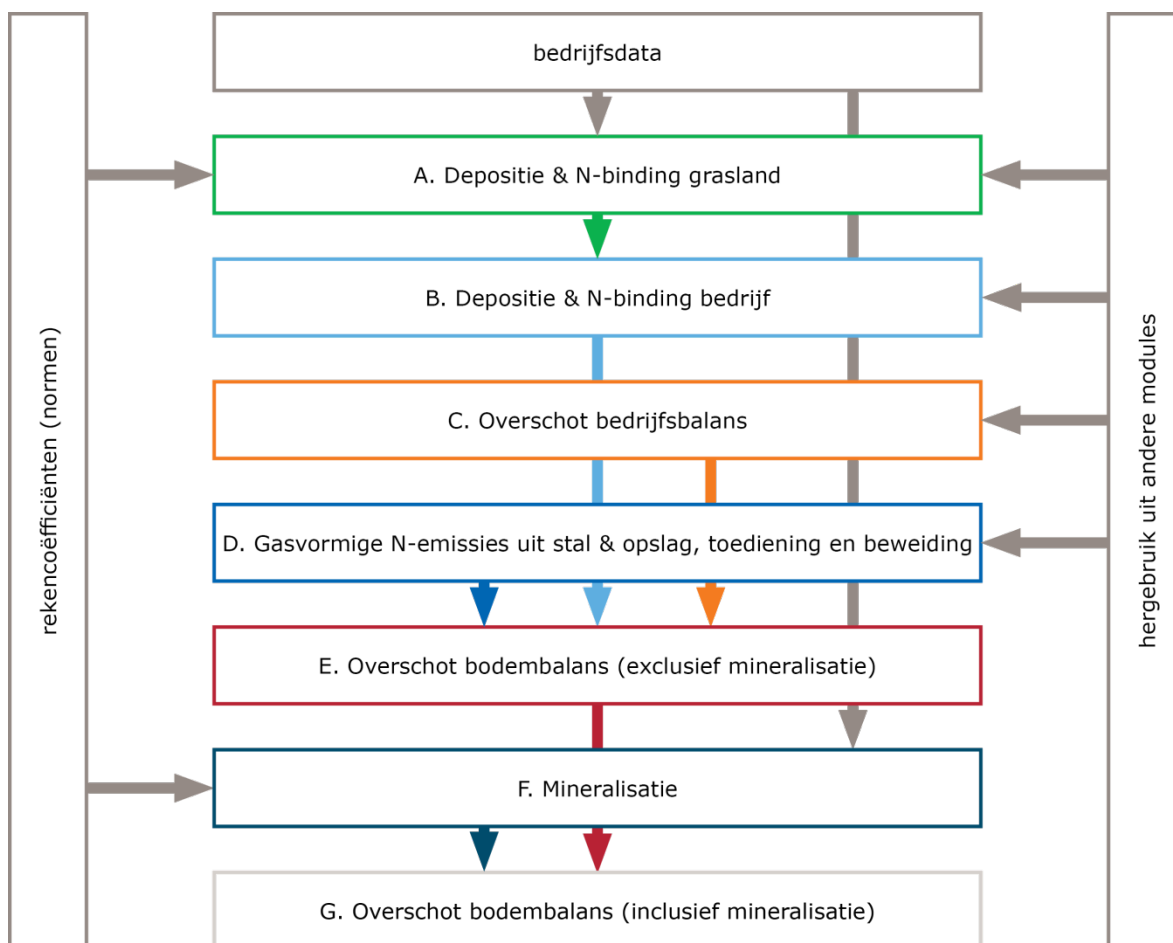 bedrijfsdata
A. Depositie & N-binding grasland
B. Depositie & N-binding bedrijf
C. Overschot bedrijfsbalans
D. Gasvormige N-emissies uit stal & opslag, toediening en beweiding
E. Overschot bodembalans (exclusief mineralisatie)
F. Mineralisatie
G. Overschot bodembalans (inclusief mineralisatie)
rekencoëfficiënten (normen)
hergebruik uit andere modules